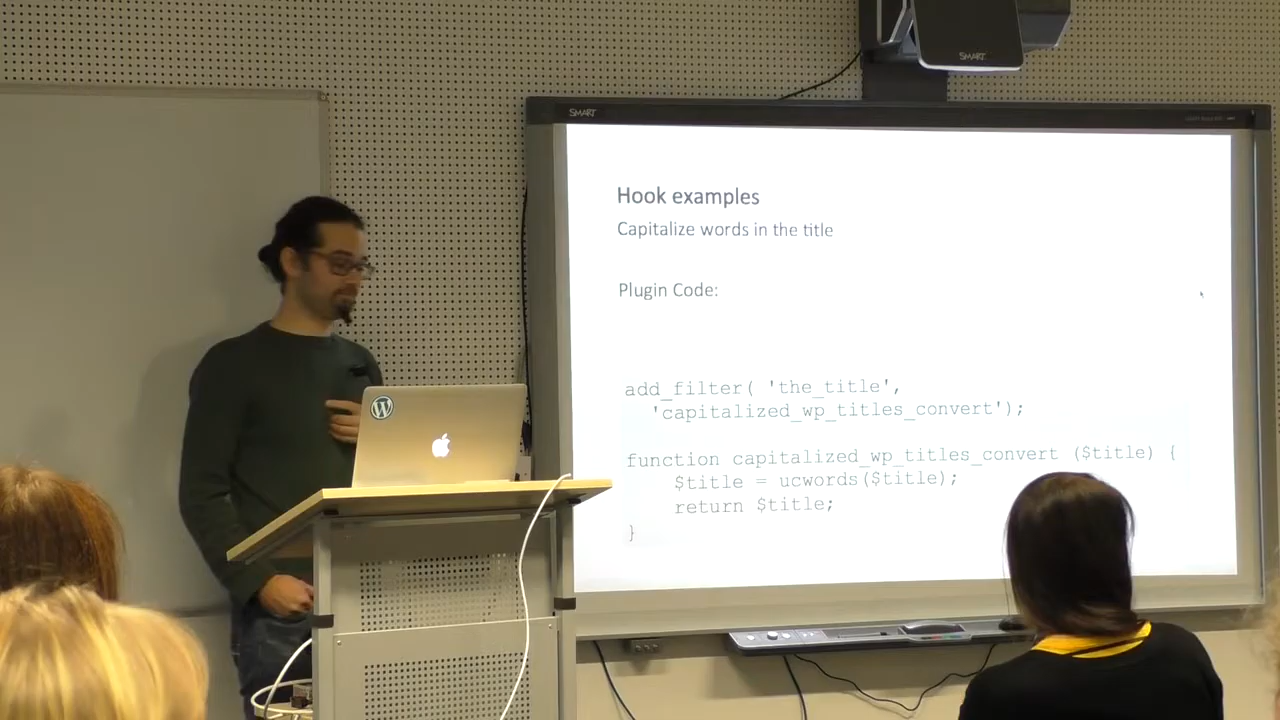 SMART
SMART
Hook examples
Capitalize words in the title
Plugin Code:
add_filter( 'the_title',
'capitalized_wp_titles_convert');
function capitalized_wp_titles_convert ($title) {
$title = ucwords($title);
return $title;
}